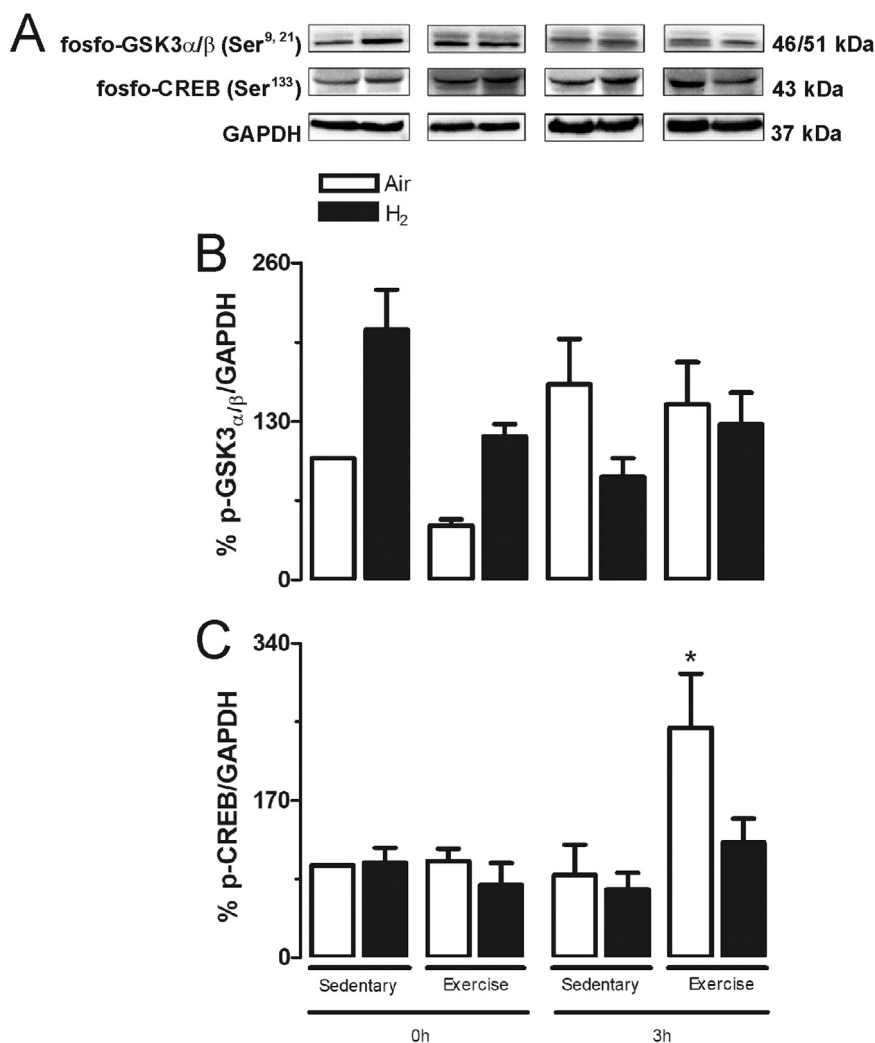 A
fosfo-GSK3α/β (Ser9, 21)
46/51 kDa
fosfo-CREB (Ser133)
43 kDa
GAPDH
37 kDa
Air
H2
B
260
130
0
% p-GSK3α/β/GAPDH
C
340
170
0
% p-CREB/GAPDH
*
Sedentary Exercise Sedentary Exercise
0h 3h